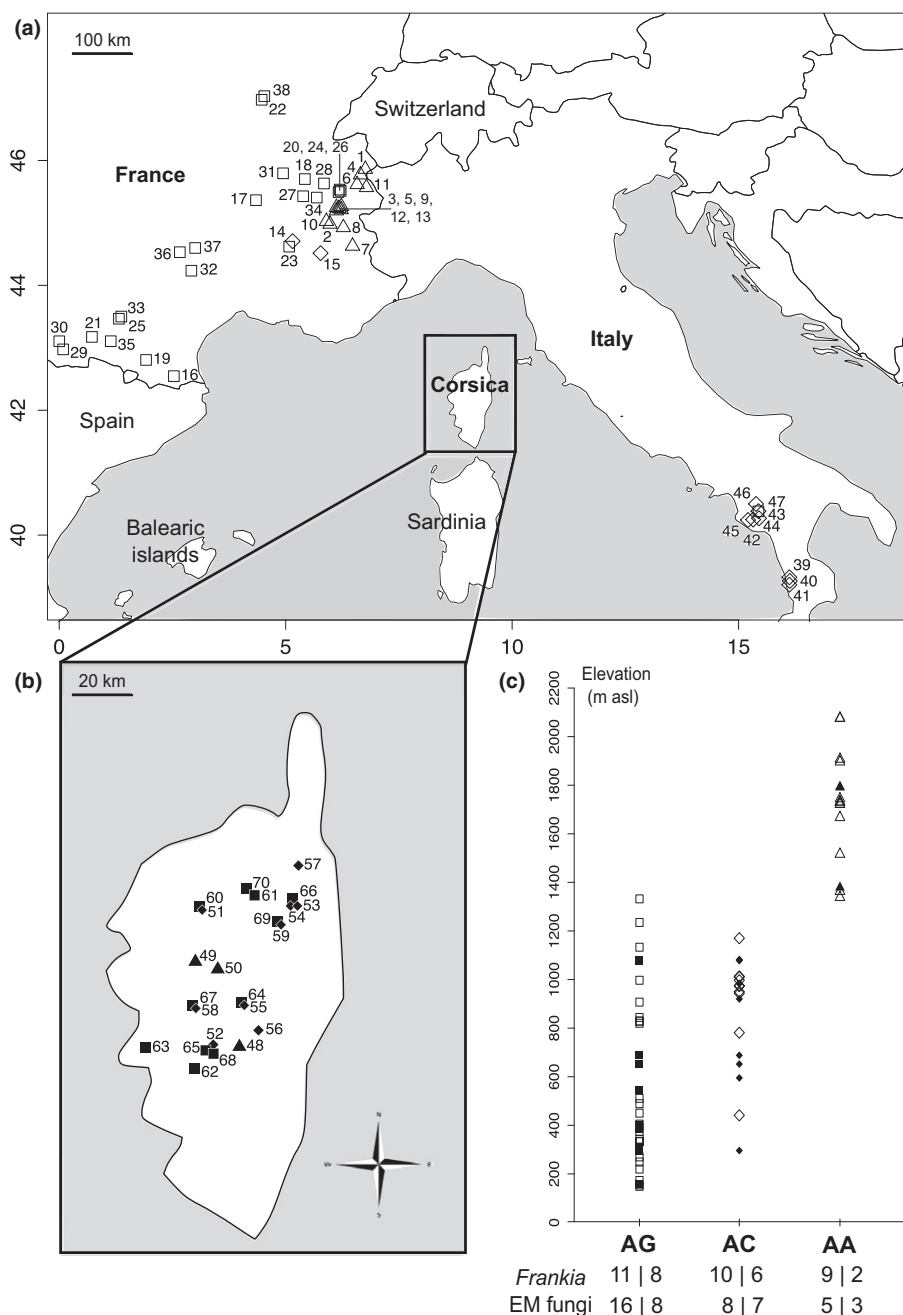 (a)
100 km
38
22
Switzerland
20, 24, 26
46
France
31
18
28
1
4
6
11
17
27
34
3, 5, 9,
12, 13
10
2
8
7
14
23
15
36
37
32
44
33
25
30
21
35
29
19
16
Italy
Corsica
42
Spain
46
47
43
44
45
42
Sardinia
Balearic
islands
40
39
40
41
0
5
10
15
(b)
20 km
57
70
61
60
51
66
53
54
69
59
49
50
67
58
64
55
56
52
63
65
68
48
62
N
W
E
S
(c)
Elevation
(m asl)
2200
2000
1800
1600
1400
1200
1000
800
600
400
200
0
AG
AC
AA
Frankia
11 | 8
10 | 6
9 | 2
EM fungi
16 | 8
8 | 7
5 | 3